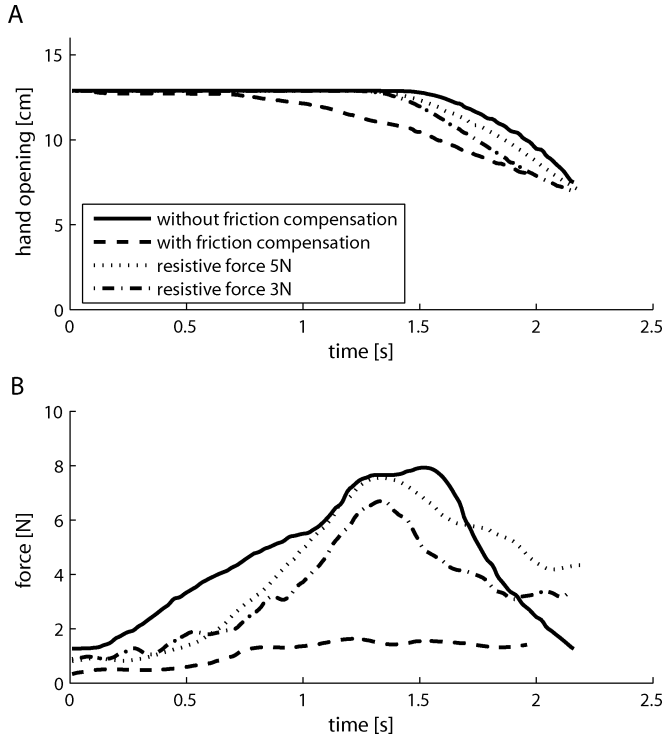 A
15
10
5
0
hand opening [cm]
without friction compensation
with friction compensation
resistive force 5N
resistive force 3N
0 0.5 1 1.5 2 2.5
time [s]
B
10
8
6
4
2
0
force [N]
0 0.5 1 1.5 2 2.5
time [s]